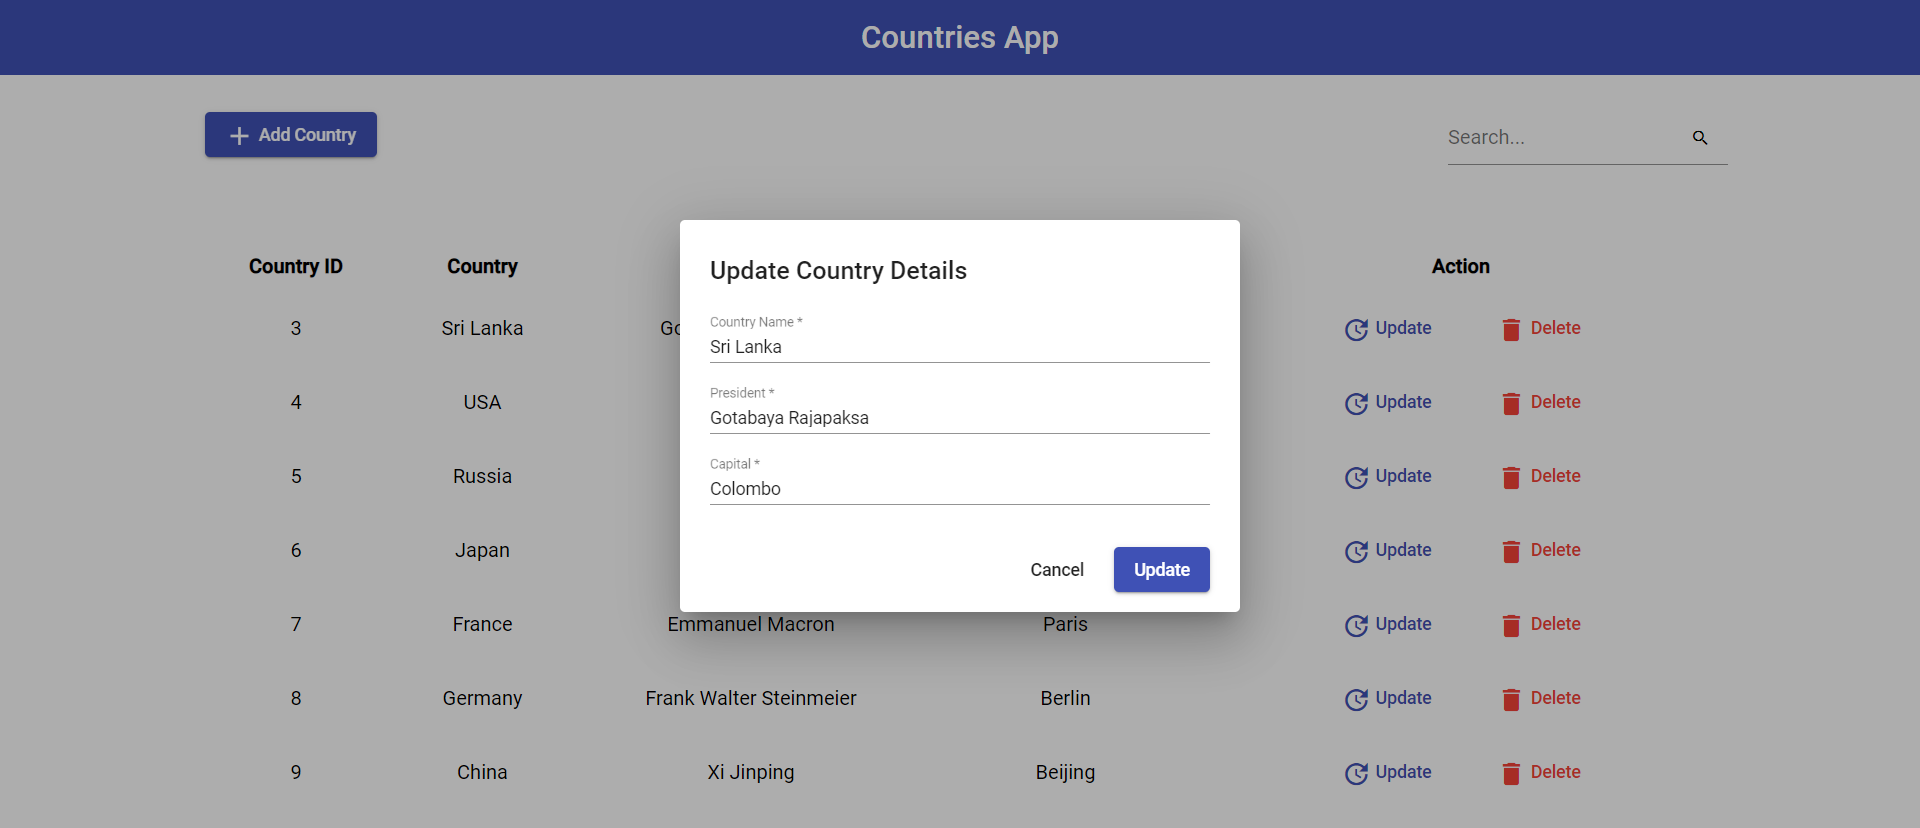 Countries App
Add Country
Search...
Country ID Country Action
3 Sri Lanka Update Delete
4 USA Update Delete
5 Russia Update Delete
6 Japan Update Delete
7 France Emmanuel Macron Paris Update Delete
8 Germany Frank Walter Steinmeier Berlin Update Delete
9 China Xi Jinping Beijing Update Delete
Update Country Details
Country Name *
Sri Lanka
President *
Gotabaya Rajapaksa
Capital *
Colombo
Cancel Update